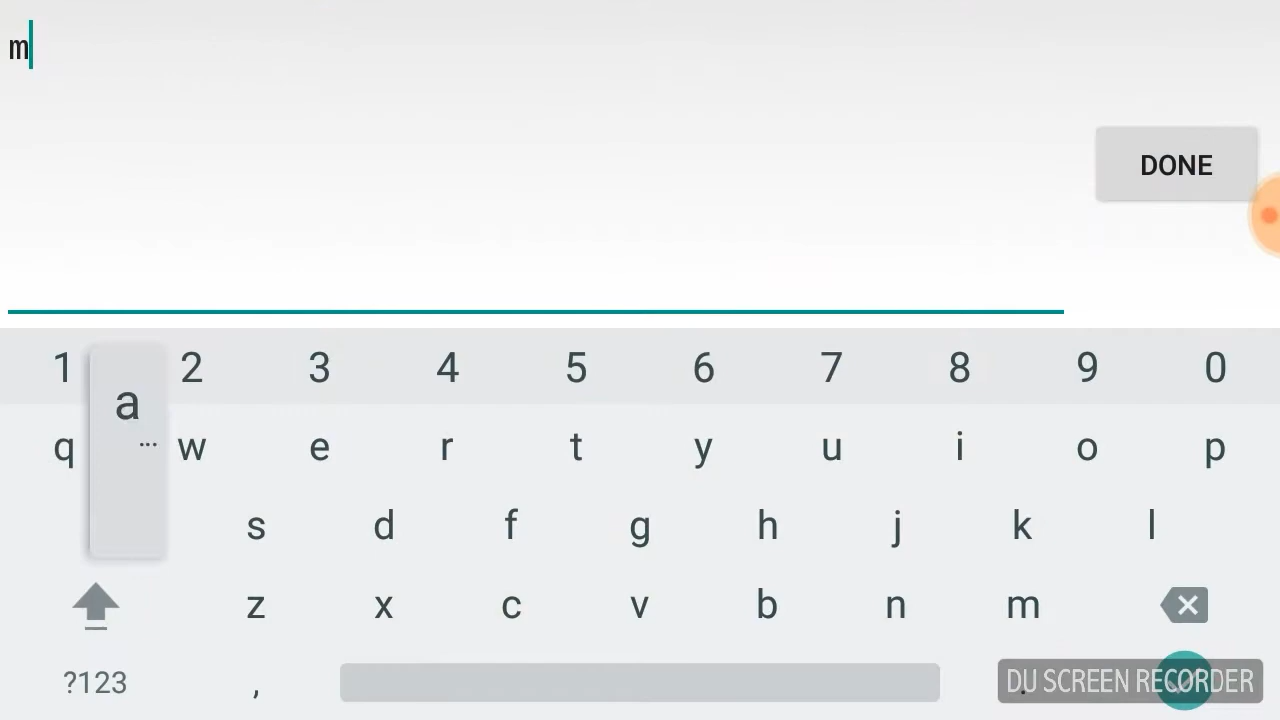 m
DONE
1 2 3 4 5 6 7 8 9 0
a
q w e r t y u i o p
s d f g h j k l
z x c v b n m
?123 , .
DU SCREEN RECORDER